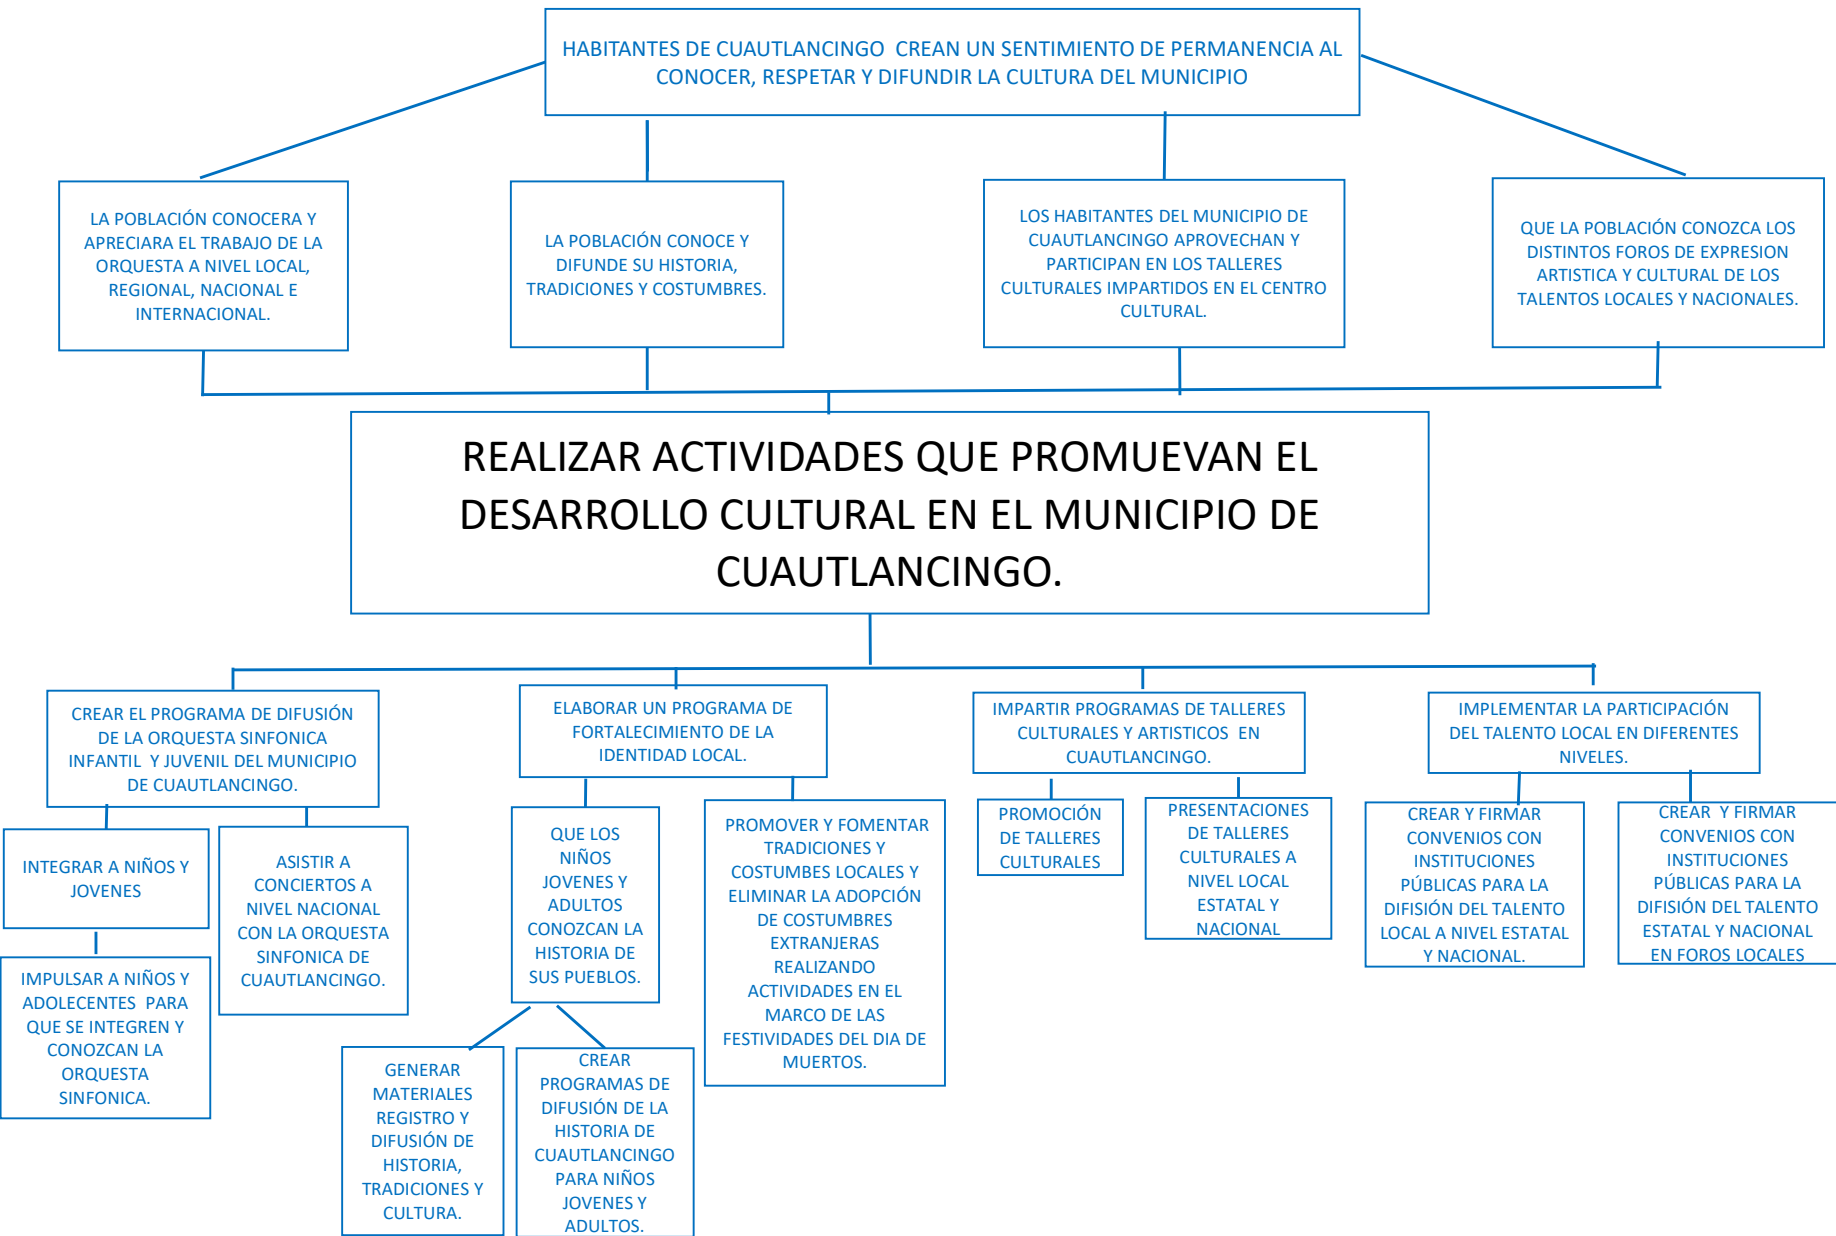 HABITANTES DE CUAUTLANCINGO CREAN UN SENTIMIENTO DE PERMANENCIA AL
CONOCER, RESPETAR Y DIFUNDIR LA CULTURA DEL MUNICIPIO
LA POBLACIÓN CONOCERA Y
APRECIARA EL TRABAJO DE LA
ORQUESTA A NIVEL LOCAL,
REGIONAL, NACIONAL E
INTERNACIONAL.
LA POBLACIÓN CONOCE Y
DIFUNDE SU HISTORIA,
TRADICIONES Y COSTUMBRES.
LOS HABITANTES DEL MUNICIPIO DE
CUAUTLANCINGO APROVECHAN Y
PARTICIPAN EN LOS TALLERES
CULTURALES IMPARTIDOS EN EL CENTRO
CULTURAL.
QUE LA POBLACIÓN CONOZCA LOS
DISTINTOS FOROS DE EXPRESION
ARTISTICA Y CULTURAL DE LOS
TALENTOS LOCALES Y NACIONALES.
REALIZAR ACTIVIDADES QUE PROMUEVAN EL
DESARROLLO CULTURAL EN EL MUNICIPIO DE
CUAUTLANCINGO.
CREAR EL PROGRAMA DE DIFUSIÓN
DE LA ORQUESTA SINFONICA
INFANTIL Y JUVENIL DEL MUNICIPIO
DE CUAUTLANCINGO.
ELABORAR UN PROGRAMA DE
FORTALECIMIENTO DE LA
IDENTIDAD LOCAL.
IMPARTIR PROGRAMAS DE TALLERES
CULTURALES Y ARTISTICOS EN
CUAUTLANCINGO.
IMPLEMENTAR LA PARTICIPACIÓN
DEL TALENTO LOCAL EN DIFERENTES
NIVELES.
INTEGRAR A NIÑOS Y
JOVENES
ASISTIR A
CONCIERTOS A
NIVEL NACIONAL
CON LA ORQUESTA
SINFONICA DE
CUAUTLANCINGO.
QUE LOS
NIÑOS
JOVENES Y
ADULTOS
CONOZCAN LA
HISTORIA DE
SUS PUEBLOS.
PROMOVER Y FOMENTAR
TRADICIONES Y
COSTUMBES LOCALES Y
ELIMINAR LA ADOPCIÓN
DE COSTUMBRES
EXTRANJERAS
REALIZANDO
ACTIVIDADES EN EL
MARCO DE LAS
FESTIVIDADES DEL DIA DE
MUERTOS.
PROMOCIÓN
DE TALLERES
CULTURALES
PRESENTACIONES
DE TALLERES
CULTURALES A
NIVEL LOCAL
ESTATAL Y
NACIONAL
CREAR Y FIRMAR
CONVENIOS CON
INSTITUCIONES
PÚBLICAS PARA LA
DIFISIÓN DEL TALENTO
LOCAL A NIVEL ESTATAL
Y NACIONAL.
CREAR Y FIRMAR
CONVENIOS CON
INSTITUCIONES
PÚBLICAS PARA LA
DIFISIÓN DEL TALENTO
ESTATAL Y NACIONAL
EN FOROS LOCALES
IMPULSAR A NIÑOS Y
ADOLECENTES PARA
QUE SE INTEGREN Y
CONOZCAN LA
ORQUESTA
SINFONICA.
GENERAR
MATERIALES
REGISTRO Y
DIFUSIÓN DE
HISTORIA,
TRADICIONES Y
CULTURA.
CREAR
PROGRAMAS DE
DIFUSIÓN DE LA
HISTORIA DE
CUAUTLANCINGO
PARA NIÑOS
JOVENES Y
ADULTOS.